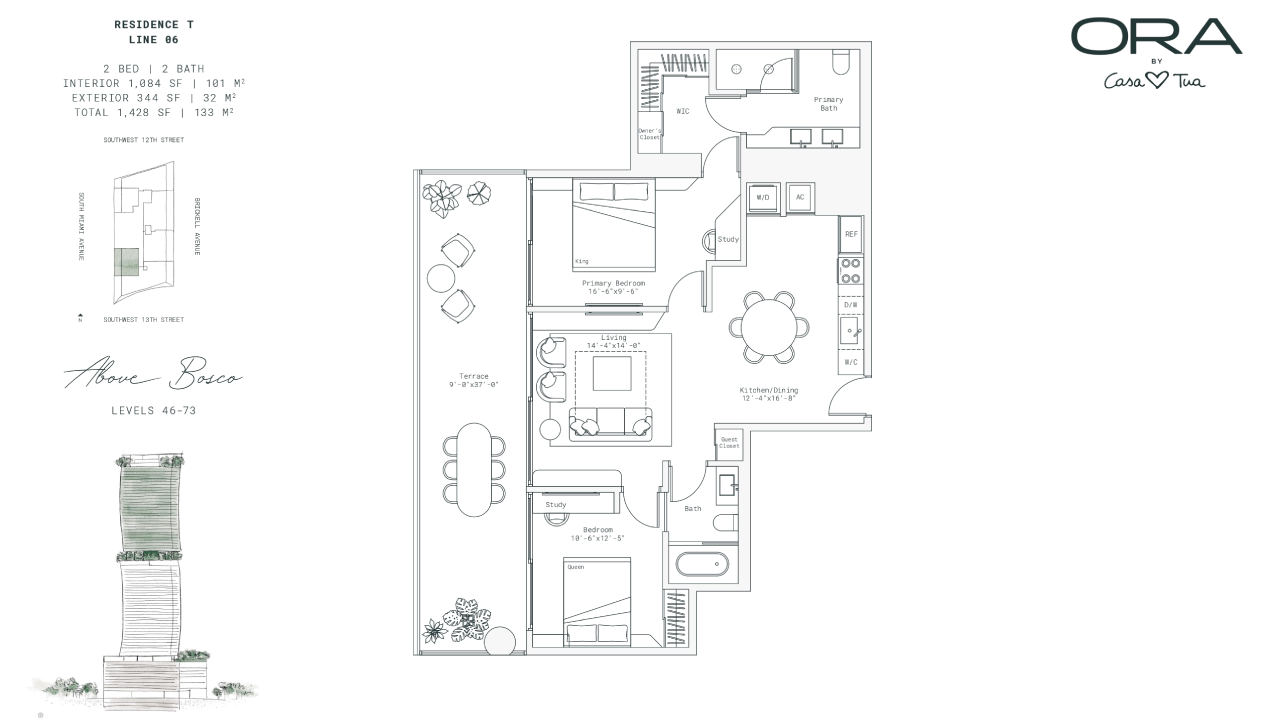 RESIDENCE T
LINE 06
2 BED | 2 BATH
INTERIOR 1,084 SF | 101 M²
EXTERIOR 344 SF | 32 M²
TOTAL 1,428 SF | 133 M²
SOUTHWEST 12TH STREET
SOUTH MIAMI AVENUE
BRICKELL AVENUE
N
SOUTHWEST 13TH STREET
Above Bosco
LEVELS 46-73
ORA
BY
Casa Tua
WIC
Owner's
Closet
Primary
Bath
W/D
AC
Study
REF
King
Primary Bedroom
16'-6"x9'-6"
D/W
Living
14'-4"x14'-0"
W/C
Terrace
9'-0"x37'-0"
Kitchen/Dining
12'-4"x16'-8"
Guest
Closet
Study
Bath
Bedroom
10'-6"x12'-5"
Queen